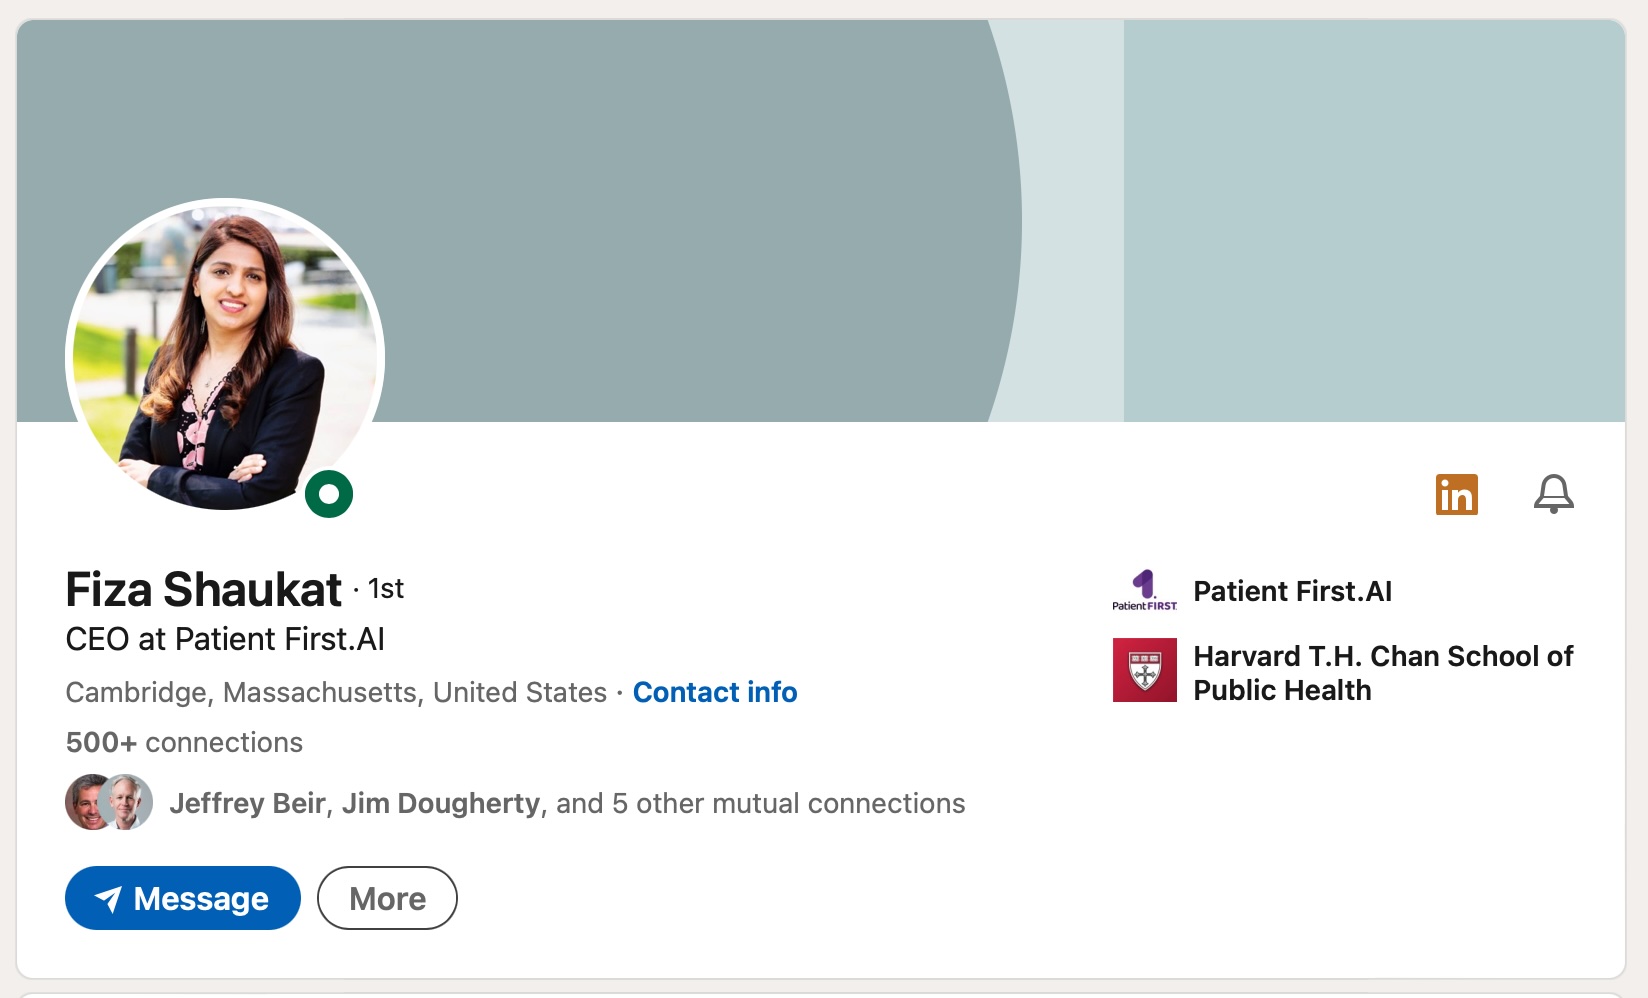 in
Fiza Shaukat · 1st
CEO at Patient First.AI
Cambridge, Massachusetts, United States · Contact info
500+ connections
Jeffrey Beir, Jim Dougherty, and 5 other mutual connections
Message
More
1
Patient FIRST.
Patient First.AI
Harvard T.H. Chan School of
Public Health